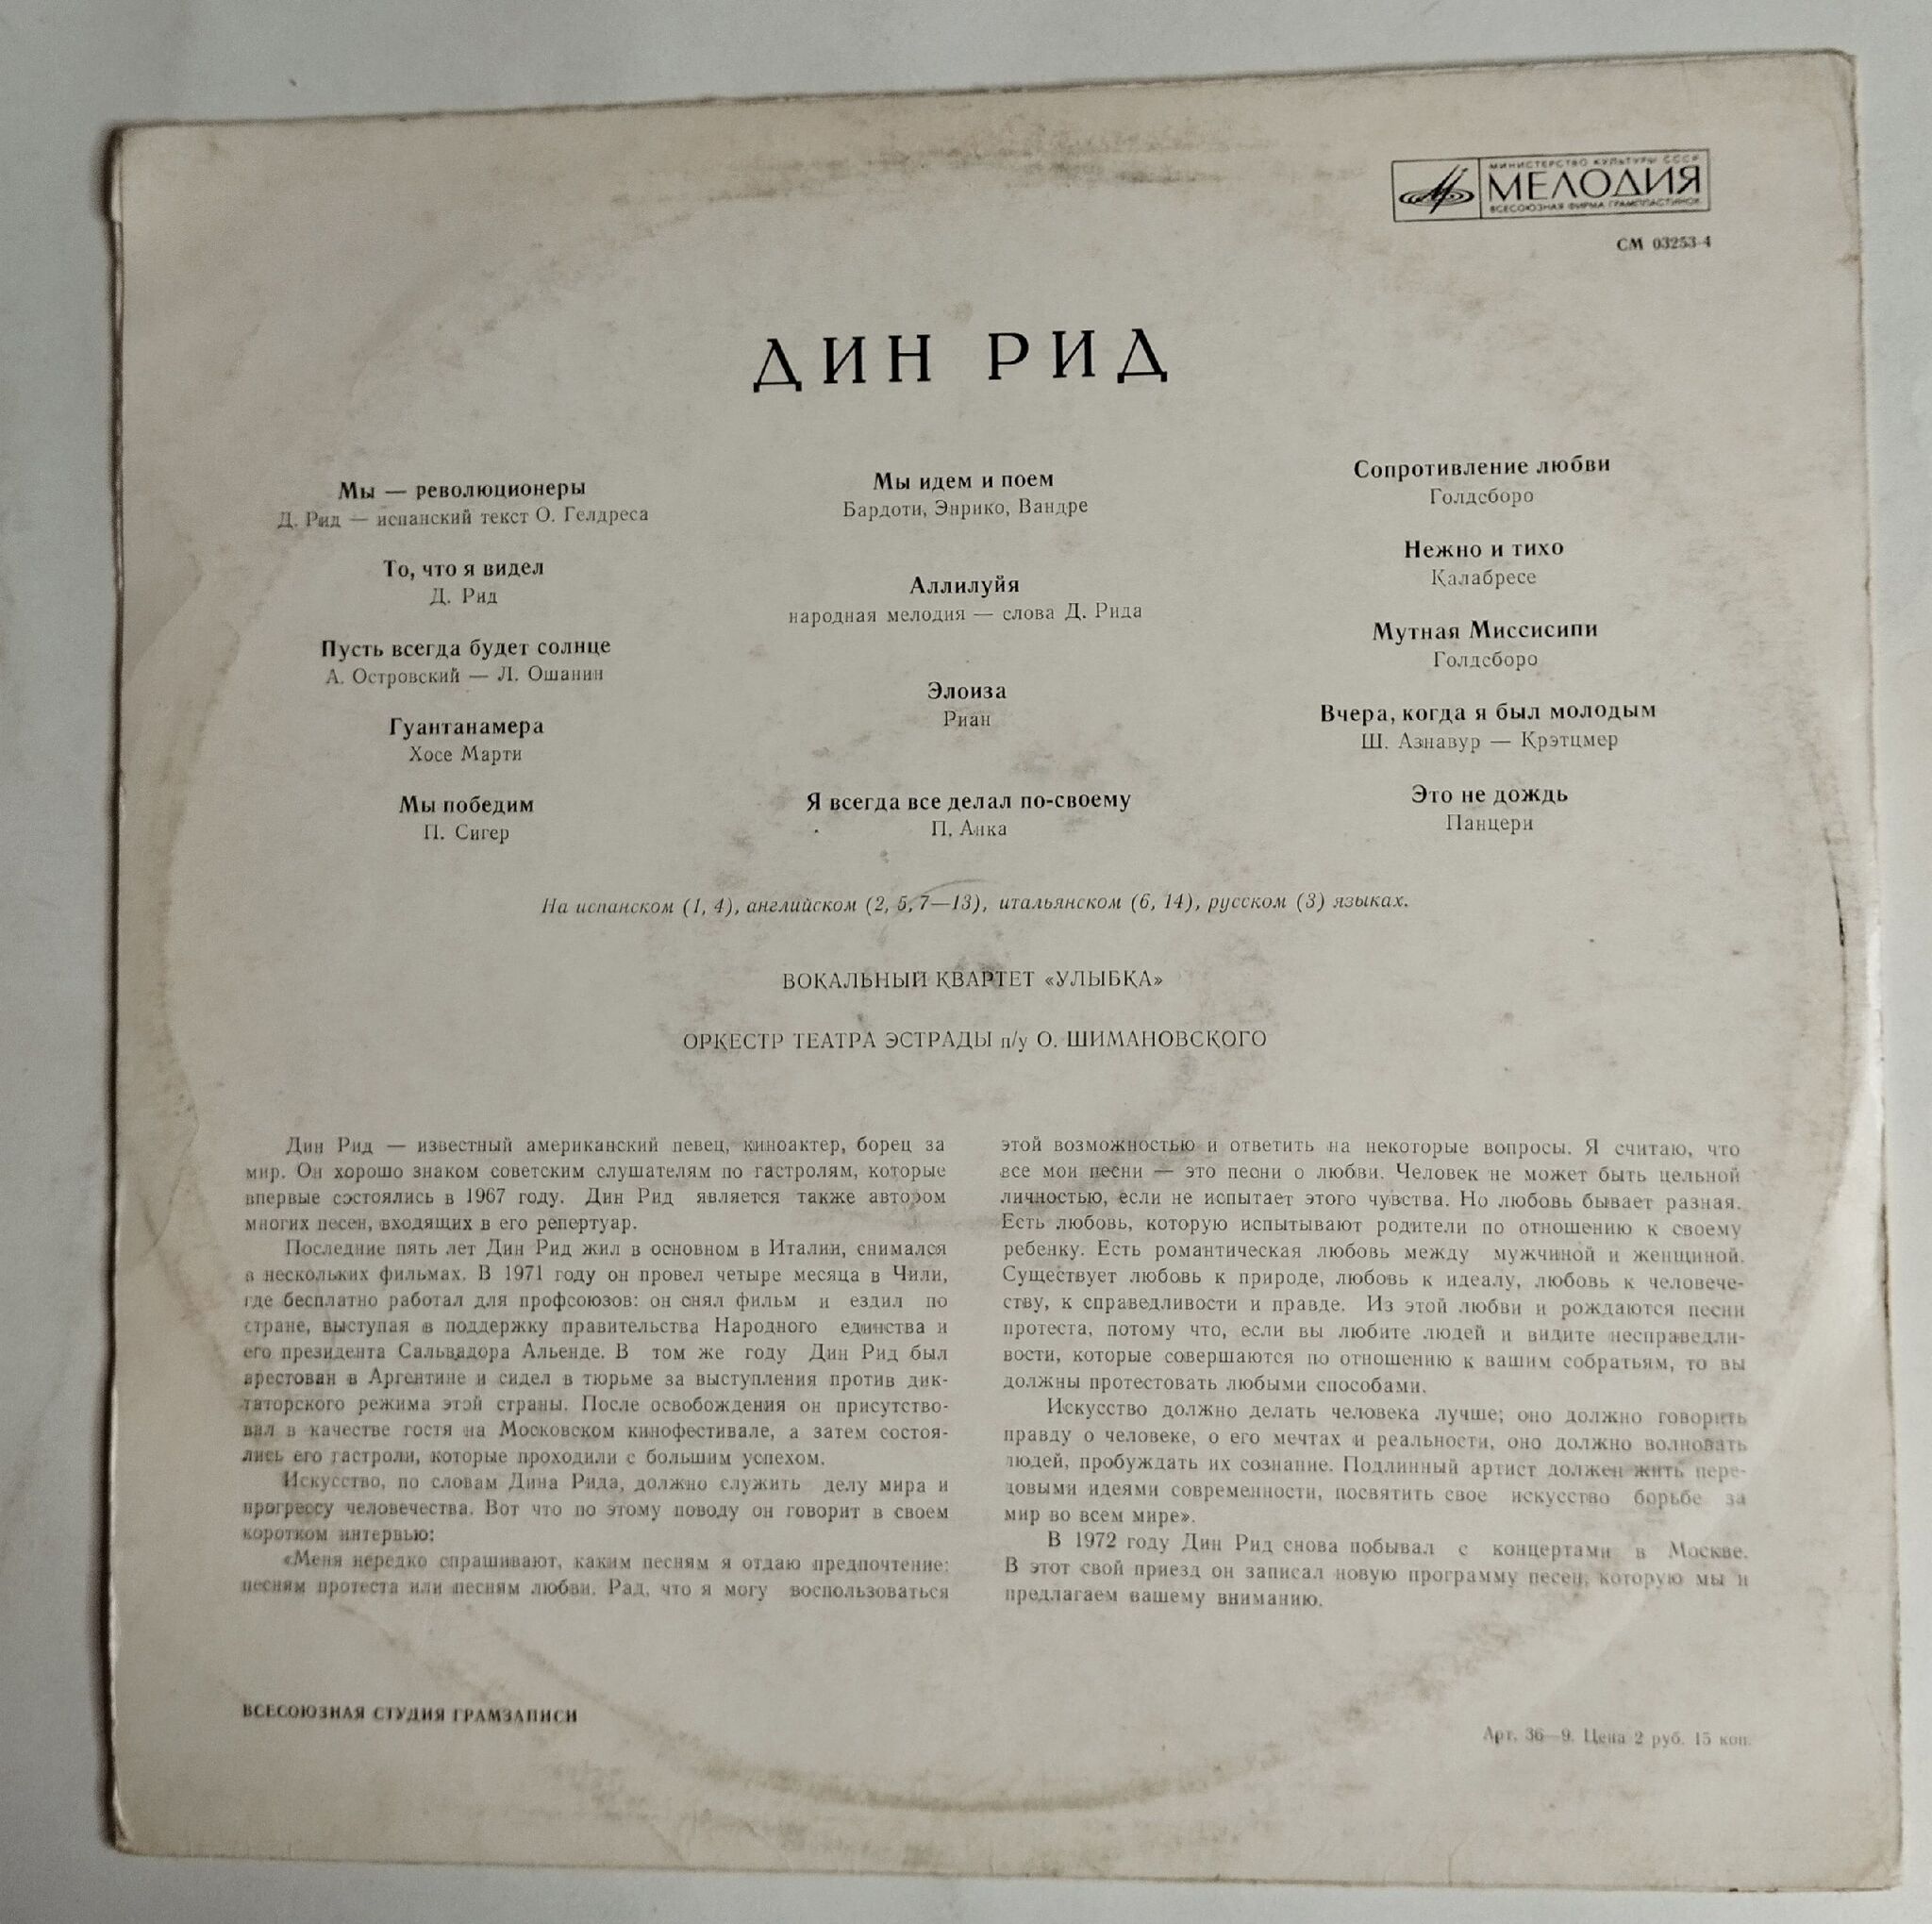 МИНИСТЕРСТВО КУЛЬТУРЫ СССР
МЕЛОДИЯ
ВСЕСОЮЗНАЯ ФИРМА ГРАМПЛАСТИНОК
СМ 03253-4
ДИН РИД
Мы — революционеры
Д. Рид — испанский текст О. Гелдреса
То, что я видел
Д. Рид
Пусть всегда будет солнце
А. Островский — Л. Ошанин
Гуантанамера
Хосе Марти
Мы победим
П. Сигер
Мы идем и поем
Бардоти, Энрико, Вандре
Аллилуйя
народная мелодия — слова Д. Рида
Элоиза
Риан
Я всегда все делал по-своему
П. Анка
Сопротивление любви
Голдсборо
Нежно и тихо
Калабресе
Мутная Миссисипи
Голдсборо
Вчера, когда я был молодым
Ш. Азнавур — Крэтцмер
Это не дождь
Панцери
На испанском (1, 4), английском (2, 5, 7—13), итальянском (6, 14), русском (3) языках.
ВОКАЛЬНЫЙ КВАРТЕТ «УЛЫБКА»
ОРКЕСТР ТЕАТРА ЭСТРАДЫ п/у О. ШИМАНОВСКОГО
Дин Рид — известный американский певец, киноактер, борец за
мир. Он хорошо знаком советским слушателям по гастролям, которые
впервые состоялись в 1967 году. Дин Рид является также автором
многих песен, входящих в его репертуар.
Последние пять лет Дин Рид жил в основном в Италии, снимался
в нескольких фильмах. В 1971 году он провел четыре месяца в Чили,
где бесплатно работал для профсоюзов: он снял фильм и ездил по
стране, выступая в поддержку правительства Народного единства и
его президента Сальвадора Альенде. В том же году Дин Рид был
арестован в Аргентине и сидел в тюрьме за выступления против дик-
таторского режима этой страны. После освобождения он присутство-
вал в качестве гостя на Московском кинофестивале, а затем состоя-
лись его гастроли, которые проходили с большим успехом.
Искусство, по словам Дина Рида, должно служить делу мира и
прогрессу человечества. Вот что по этому поводу он говорит в своем
коротком интервью:
«Меня нередко спрашивают, каким песням я отдаю предпочтение:
песням протеста или песням любви. Рад, что я могу воспользоваться
этой возможностью и ответить на некоторые вопросы. Я считаю, что
все мои песни — это песни о любви. Человек не может быть цельной
личностью, если не испытает этого чувства. Но любовь бывает разная.
Есть любовь, которую испытывают родители по отношению к своему
ребенку. Есть романтическая любовь между мужчиной и женщиной.
Существует любовь к природе, любовь к идеалу, любовь к человече-
ству, к справедливости и правде. Из этой любви и рождаются песни
протеста, потому что, если вы любите людей и видите несправедли-
вости, которые совершаются по отношению к вашим собратьям, то вы
должны протестовать любыми способами.
Искусство должно делать человека лучше; оно должно говорить
правду о человеке, о его мечтах и реальности, оно должно волновать
людей, пробуждать их сознание. Подлинный артист должен жить пере-
довыми идеями современности, посвятить свое искусство борьбе за
мир во всем мире».
В 1972 году Дин Рид снова побывал с концертами в Москве.
В этот свой приезд он записал новую программу песен, которую мы и
предлагаем вашему вниманию.
ВСЕСОЮЗНАЯ СТУДИЯ ГРАМЗАПИСИ
Арт. 36—9. Цена 2 руб. 15 коп.